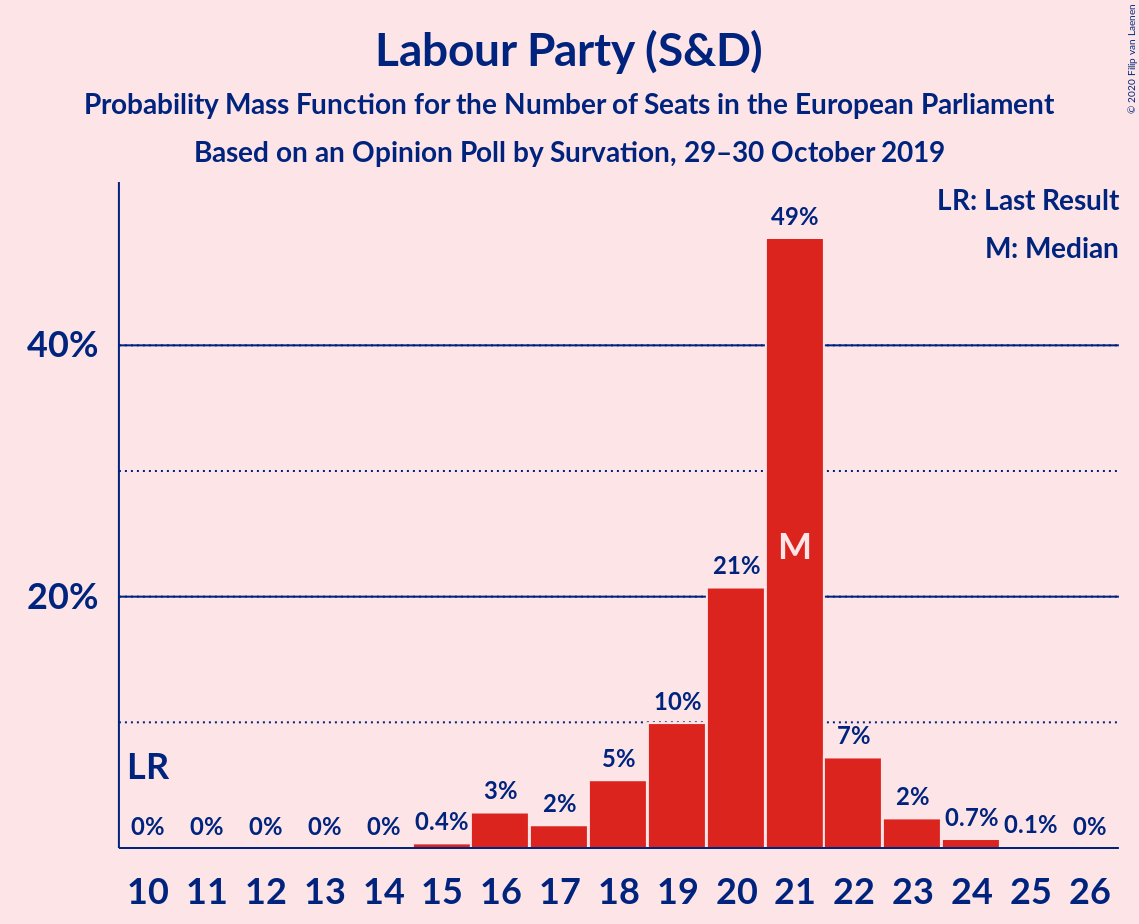 Labour Party (S&D)
Probability Mass Function for the Number of Seats in the European Parliament
Based on an Opinion Poll by Survation, 29–30 October 2019
© 2020 Filip van Laenen
LR: Last Result
M: Median
49%
40%
M
21%
20%
10%
7%
LR
5%
3%
2%
2%
0%
0%
0%
0%
0%
0.4%
0.7%
0.1%
0%
10 11 12 13 14 15 16 17 18 19 20 21 22 23 24 25 26